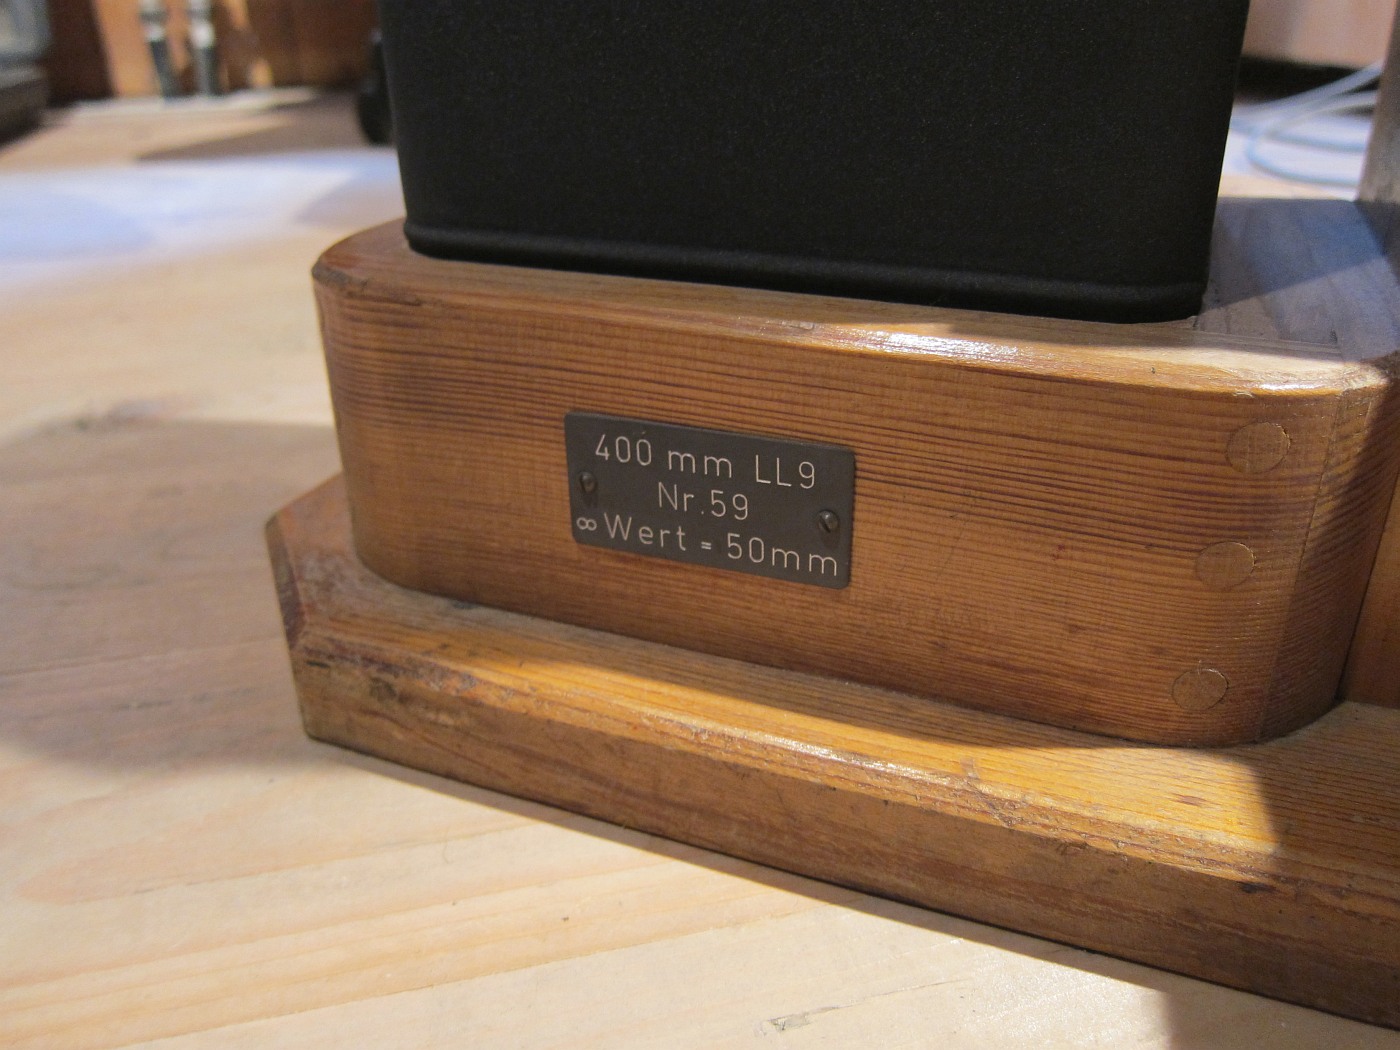 400 mm LL9
Nr.59
∞ Wert = 50mm